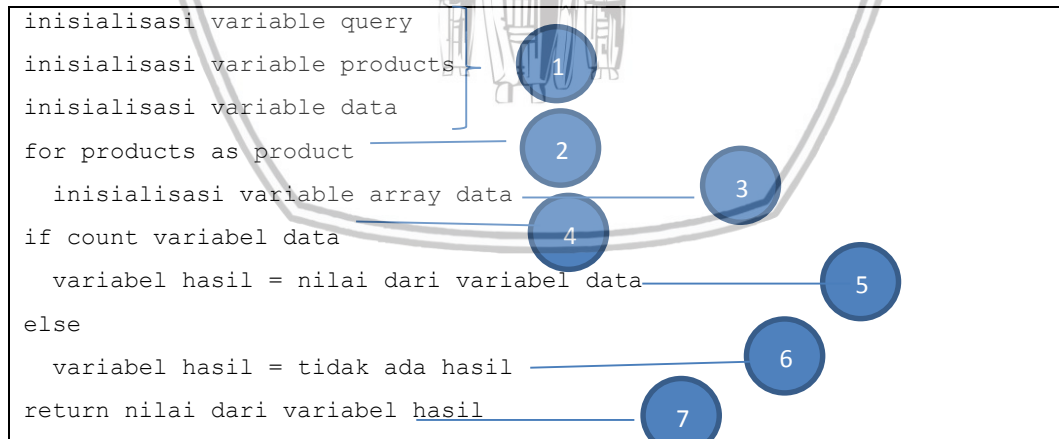 inisialisasi variable query
inisialisasi variable products
1
inisialisasi variable data
for products as product
2
inisialisasi variable array data
3
if count variabel data
4
variabel hasil = nilai dari variabel data
5
else
variabel hasil = tidak ada hasil
6
return nilai dari variabel hasil
7